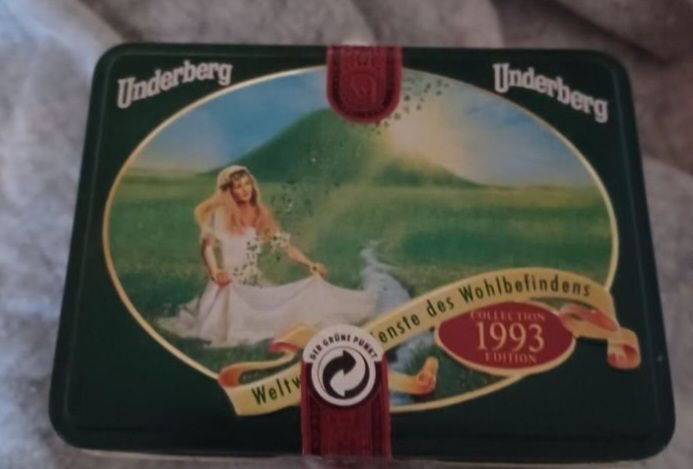 Underberg
Underberg
DER GRÜNE PUNKT
enste des Wohlbefindens
Weltw
COLLECTION
1993
EDITION